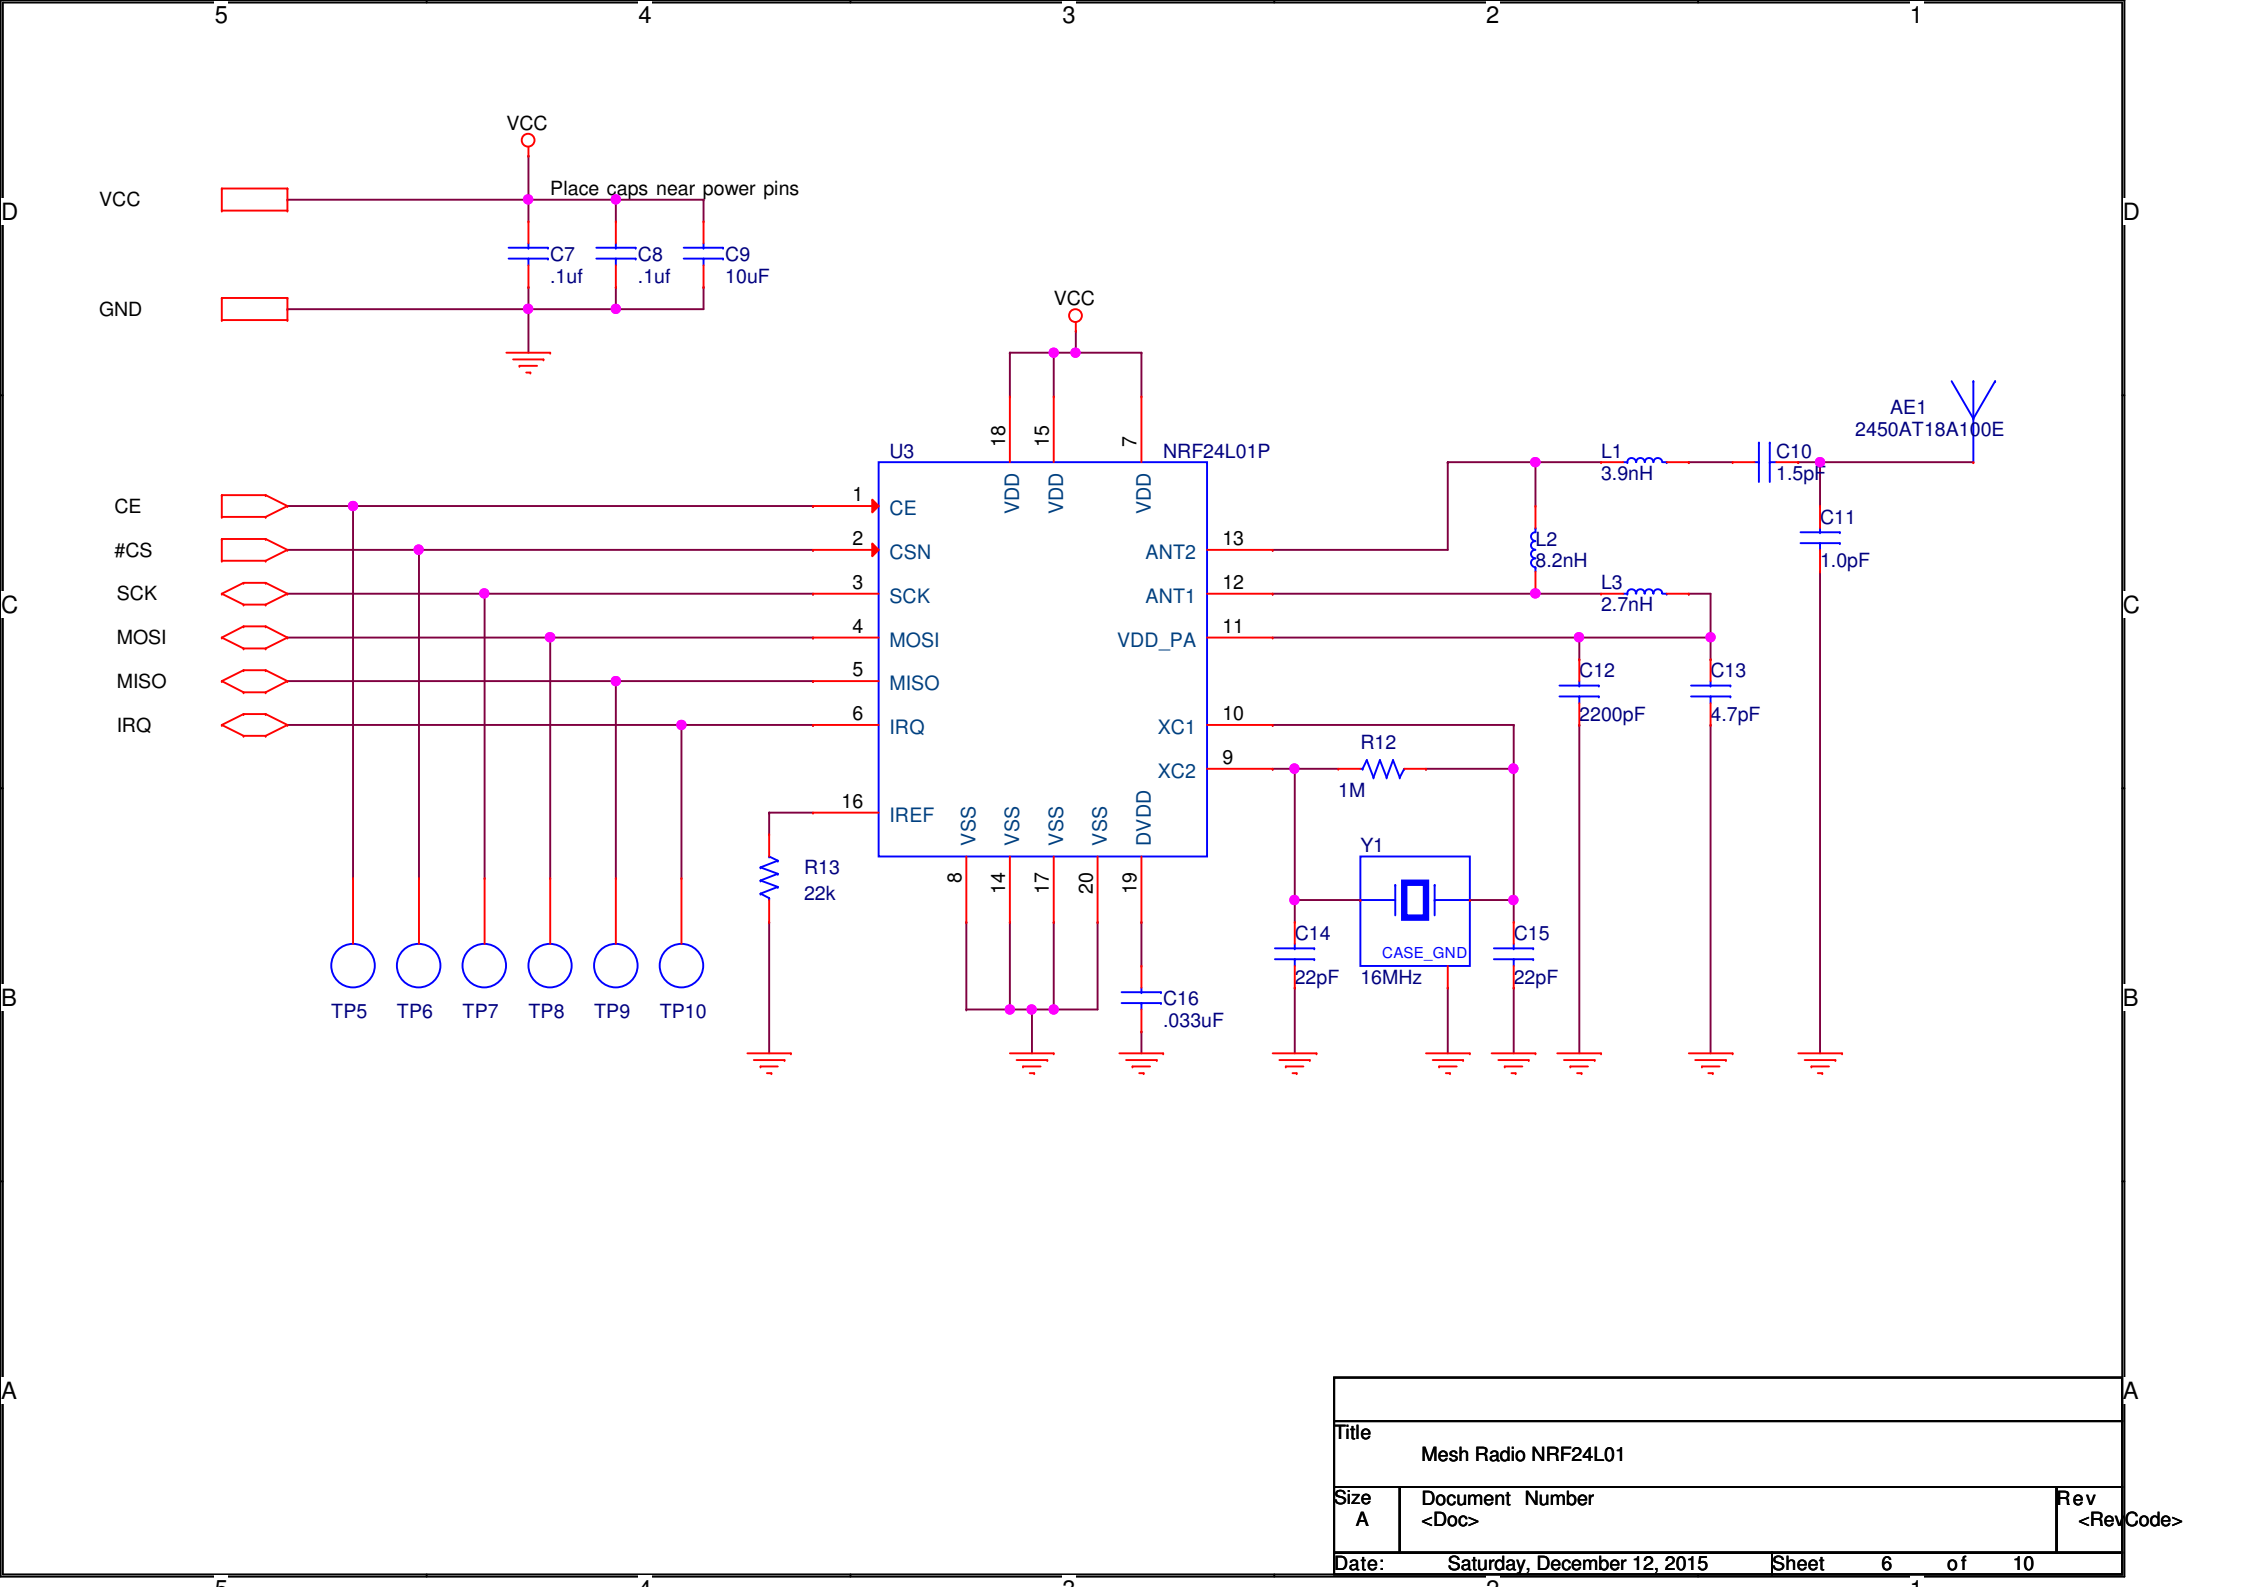 5 4 3 2 1
VCC
Place caps near power pins
VCC
D D
C7 C8 C9
.1uf .1uf 10uF
GND
VCC
AE1
2450AT18A100E
U3 18 15 7 NRF24L01P
L1 C10
3.9nH 1.5pF
CE 1 CE VDD VDD VDD
C11
1.0pF
#CS 2 CSN ANT2 13
L2
8.2nH
SCK 3 SCK ANT1 12
L3
2.7nH
C C
MOSI 4 MOSI VDD_PA 11
MISO 5 MISO
C12 C13
2200pF 4.7pF
IRQ 6 IRQ XC1 10
R12
1M
XC2 9
16 IREF VSS VSS VSS VSS DVDD
Y1
R13
22k
8 14 17 20 19
C14 CASE_GND C15
22pF 16MHz 22pF
TP5 TP6 TP7 TP8 TP9 TP10
C16
.033uF
B B
A A
Title
Mesh Radio NRF24L01
Size Document Number Rev
A <Doc> <RevCode>
Date: Saturday, December 12, 2015 Sheet 6 of 10
5 4 3 2 1